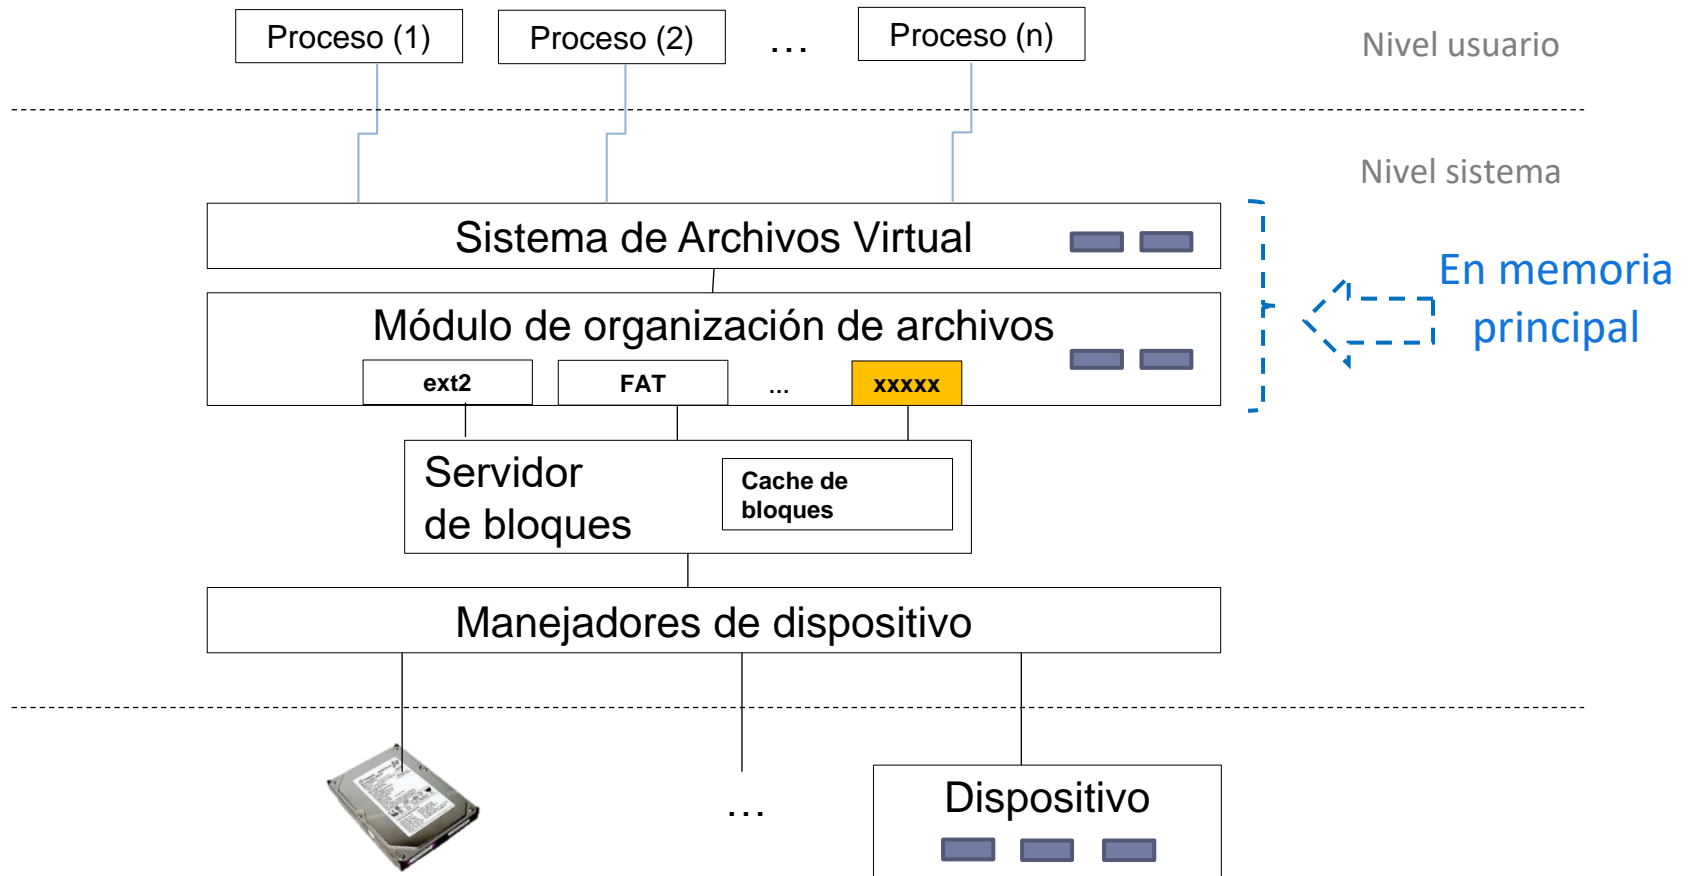 Proceso (1)
Proceso (2)
...
Proceso (n)
Nivel usuario
Nivel sistema
Sistema de Archivos Virtual
En memoria
principal
Módulo de organización de archivos
ext2
FAT
...
xxxxx
Servidor
de bloques
Cache de
bloques
Manejadores de dispositivo
...
Dispositivo